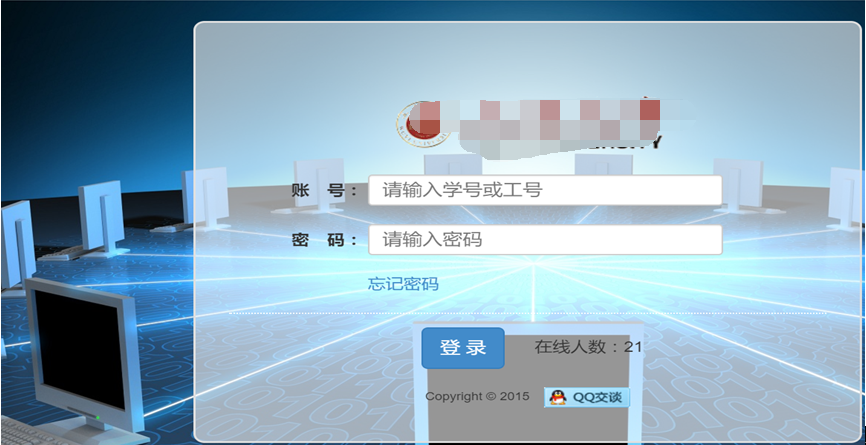 账 号： 请输入学号或工号
密 码： 请输入密码
忘记密码
登 录 在线人数：21
Copyright © 2015 QQ交谈